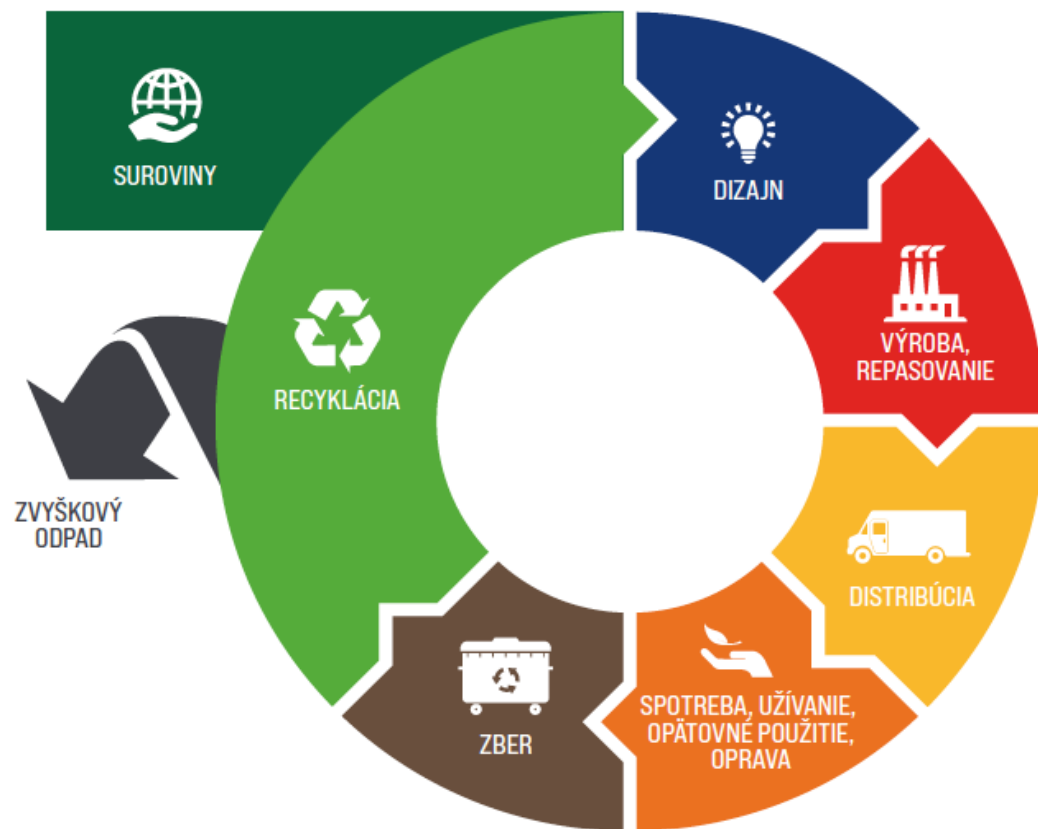 SUROVINY
DIZAJN
VÝROBA,
REPASOVANIE
RECYKLÁCIA
ZVYŠKOVÝ
ODPAD
DISTRIBÚCIA
SPOTREBA, UŽÍVANIE,
OPÄTOVNÉ POUŽITIE,
OPRAVA
ZBER